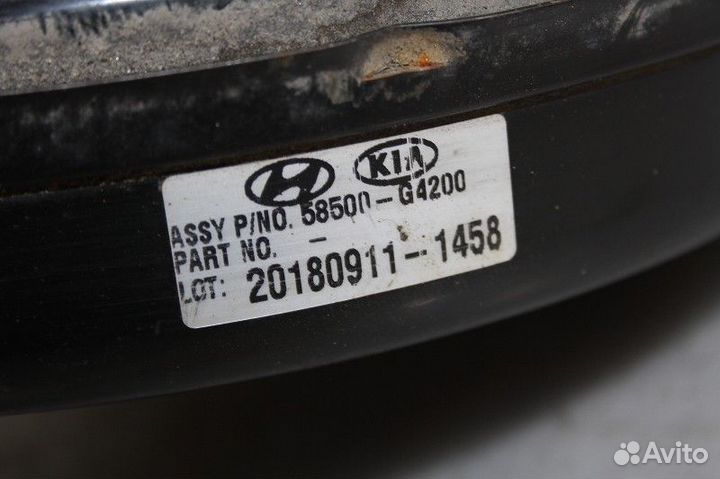 KIA
ASSY P/NO. 58500-G4200
PART NO. -
LOT: 20180911-1458
Avito